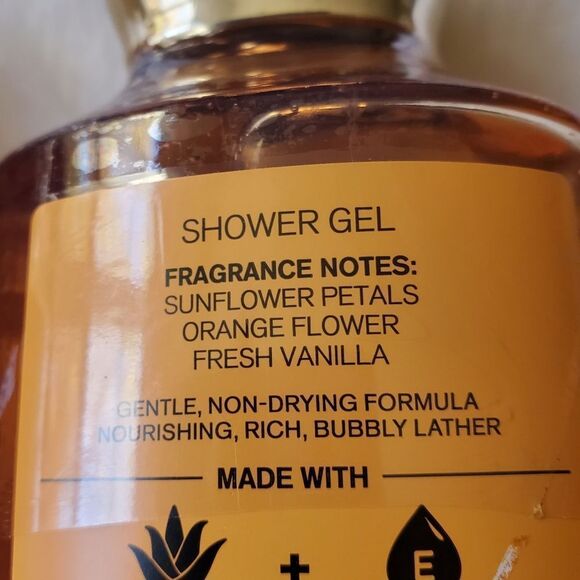 SHOWER GEL
FRAGRANCE NOTES:
SUNFLOWER PETALS
ORANGE FLOWER
FRESH VANILLA
GENTLE, NON-DRYING FORMULA
NOURISHING, RICH, BUBBLY LATHER
MADE WITH
+ E